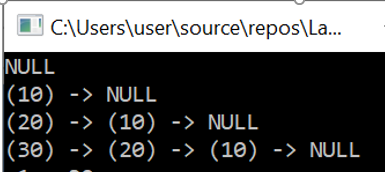 C:\Users\user\source\repos\La...
NULL
(10) -> NULL
(20) -> (10) -> NULL
(30) -> (20) -> (10) -> NULL